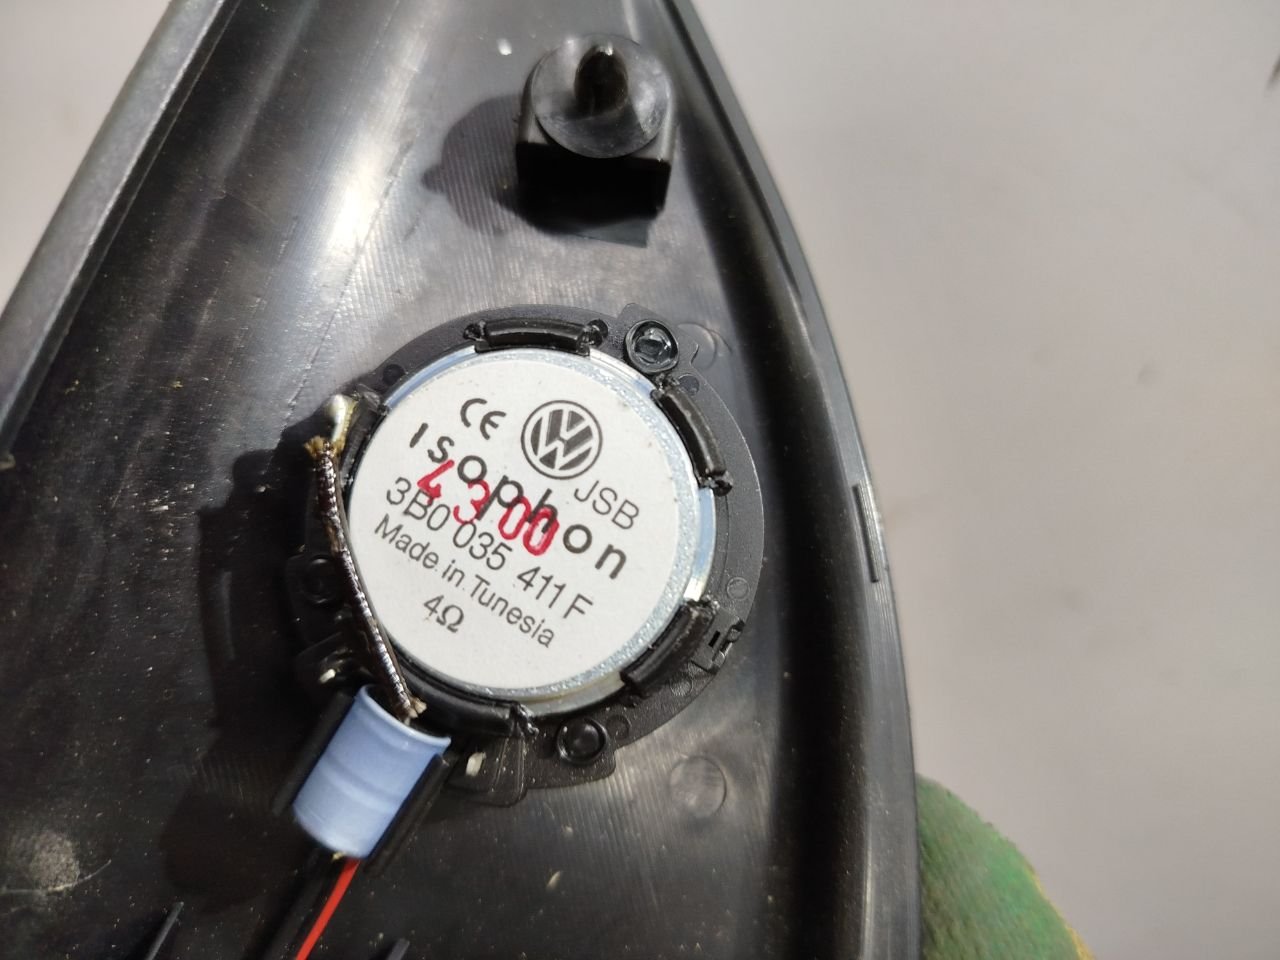 CE
JSB
isophon
4300
3B0 035 411 F
Made in Tunesia
4Ω